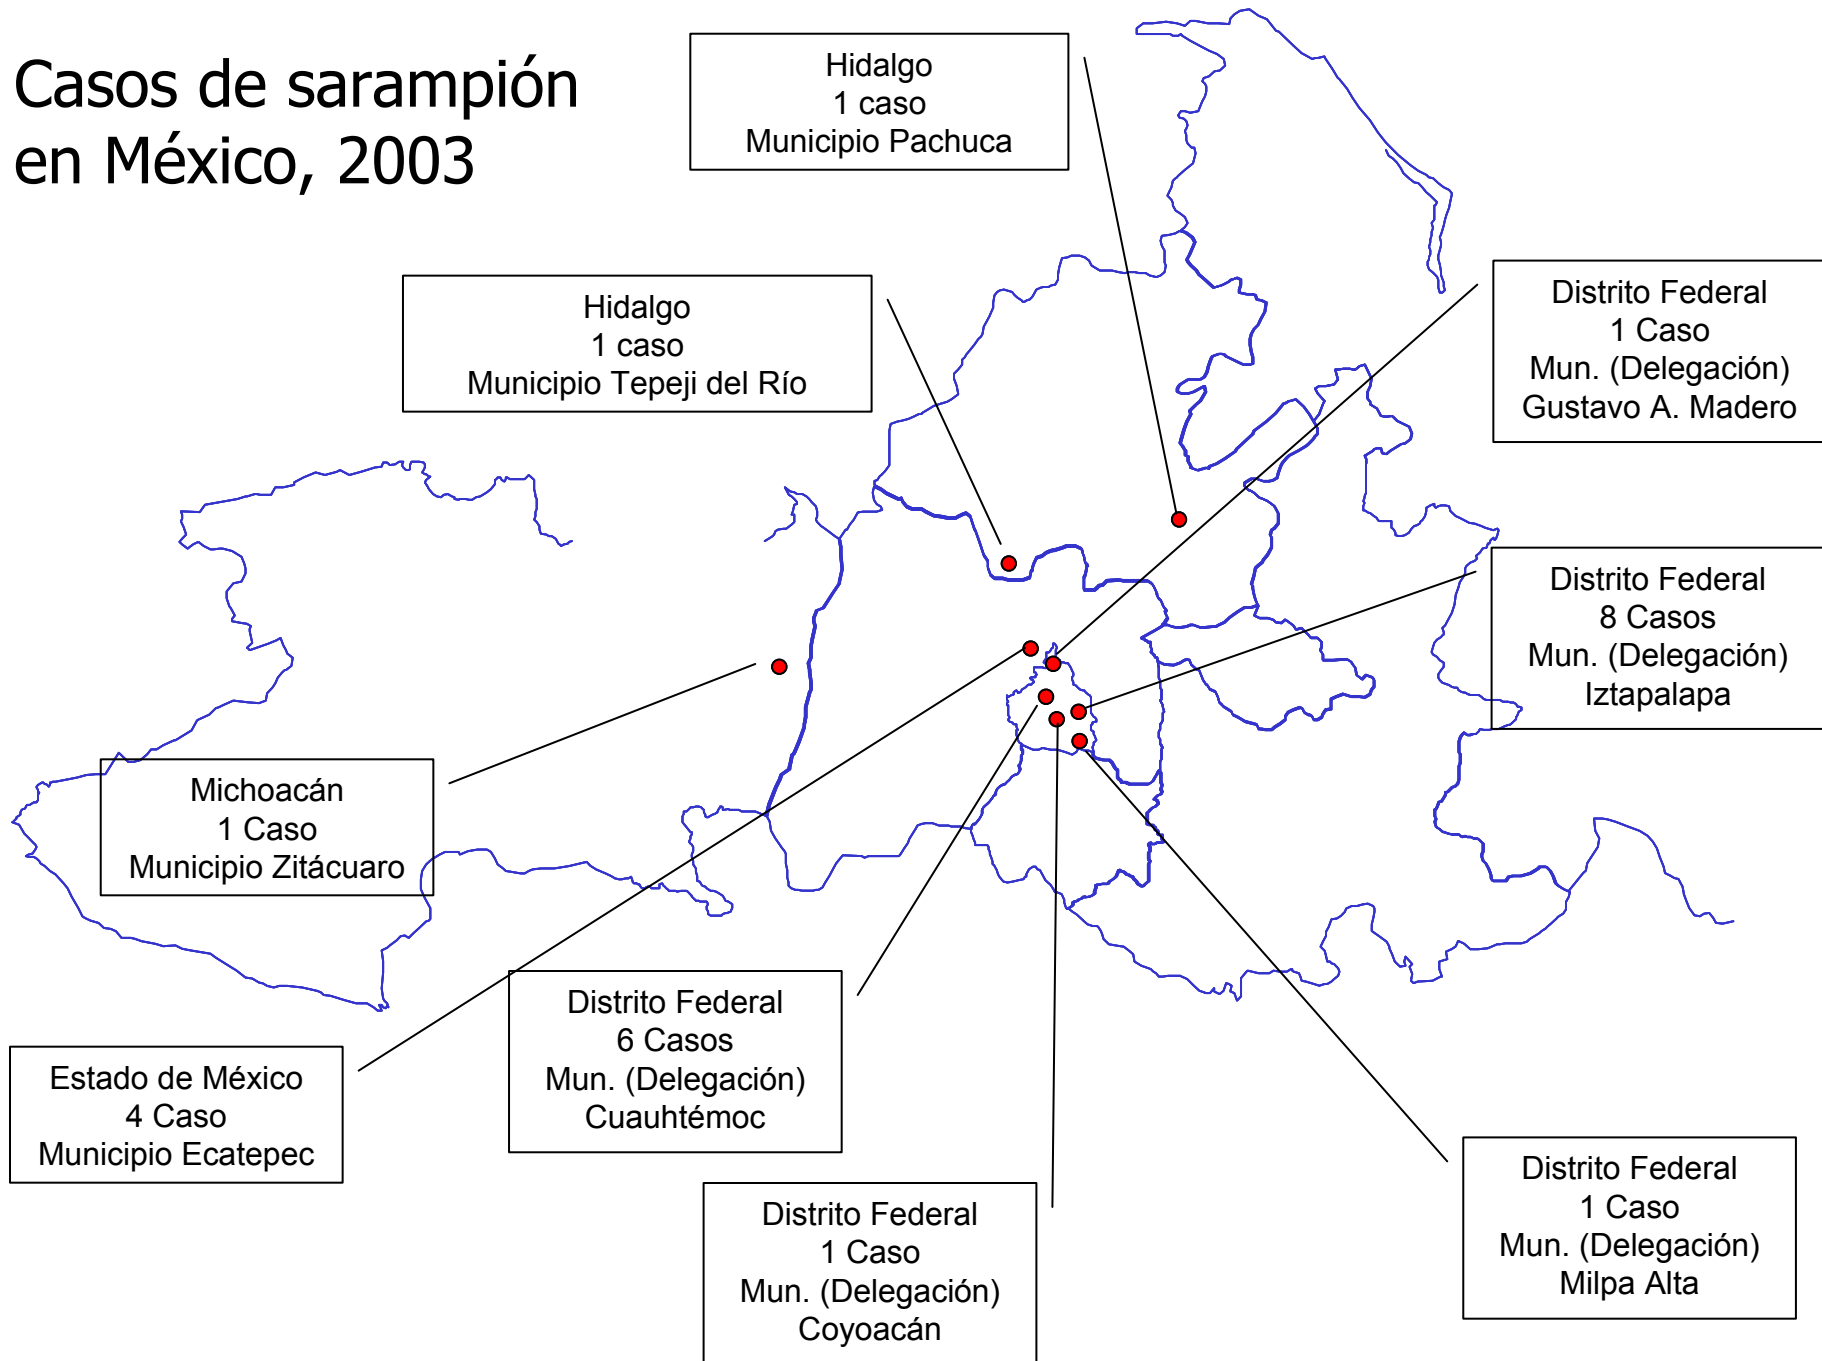 Casos de sarampión
en México, 2003
Hidalgo
1 caso
Municipio Pachuca
Hidalgo
1 caso
Municipio Tepeji del Río
Distrito Federal
1 Caso
Mun. (Delegación)
Gustavo A. Madero
Distrito Federal
8 Casos
Mun. (Delegación)
Iztapalapa
Michoacán
1 Caso
Municipio Zitácuaro
Distrito Federal
6 Casos
Mun. (Delegación)
Cuauhtémoc
Estado de México
4 Caso
Municipio Ecatepec
Distrito Federal
1 Caso
Mun. (Delegación)
Coyoacán
Distrito Federal
1 Caso
Mun. (Delegación)
Milpa Alta